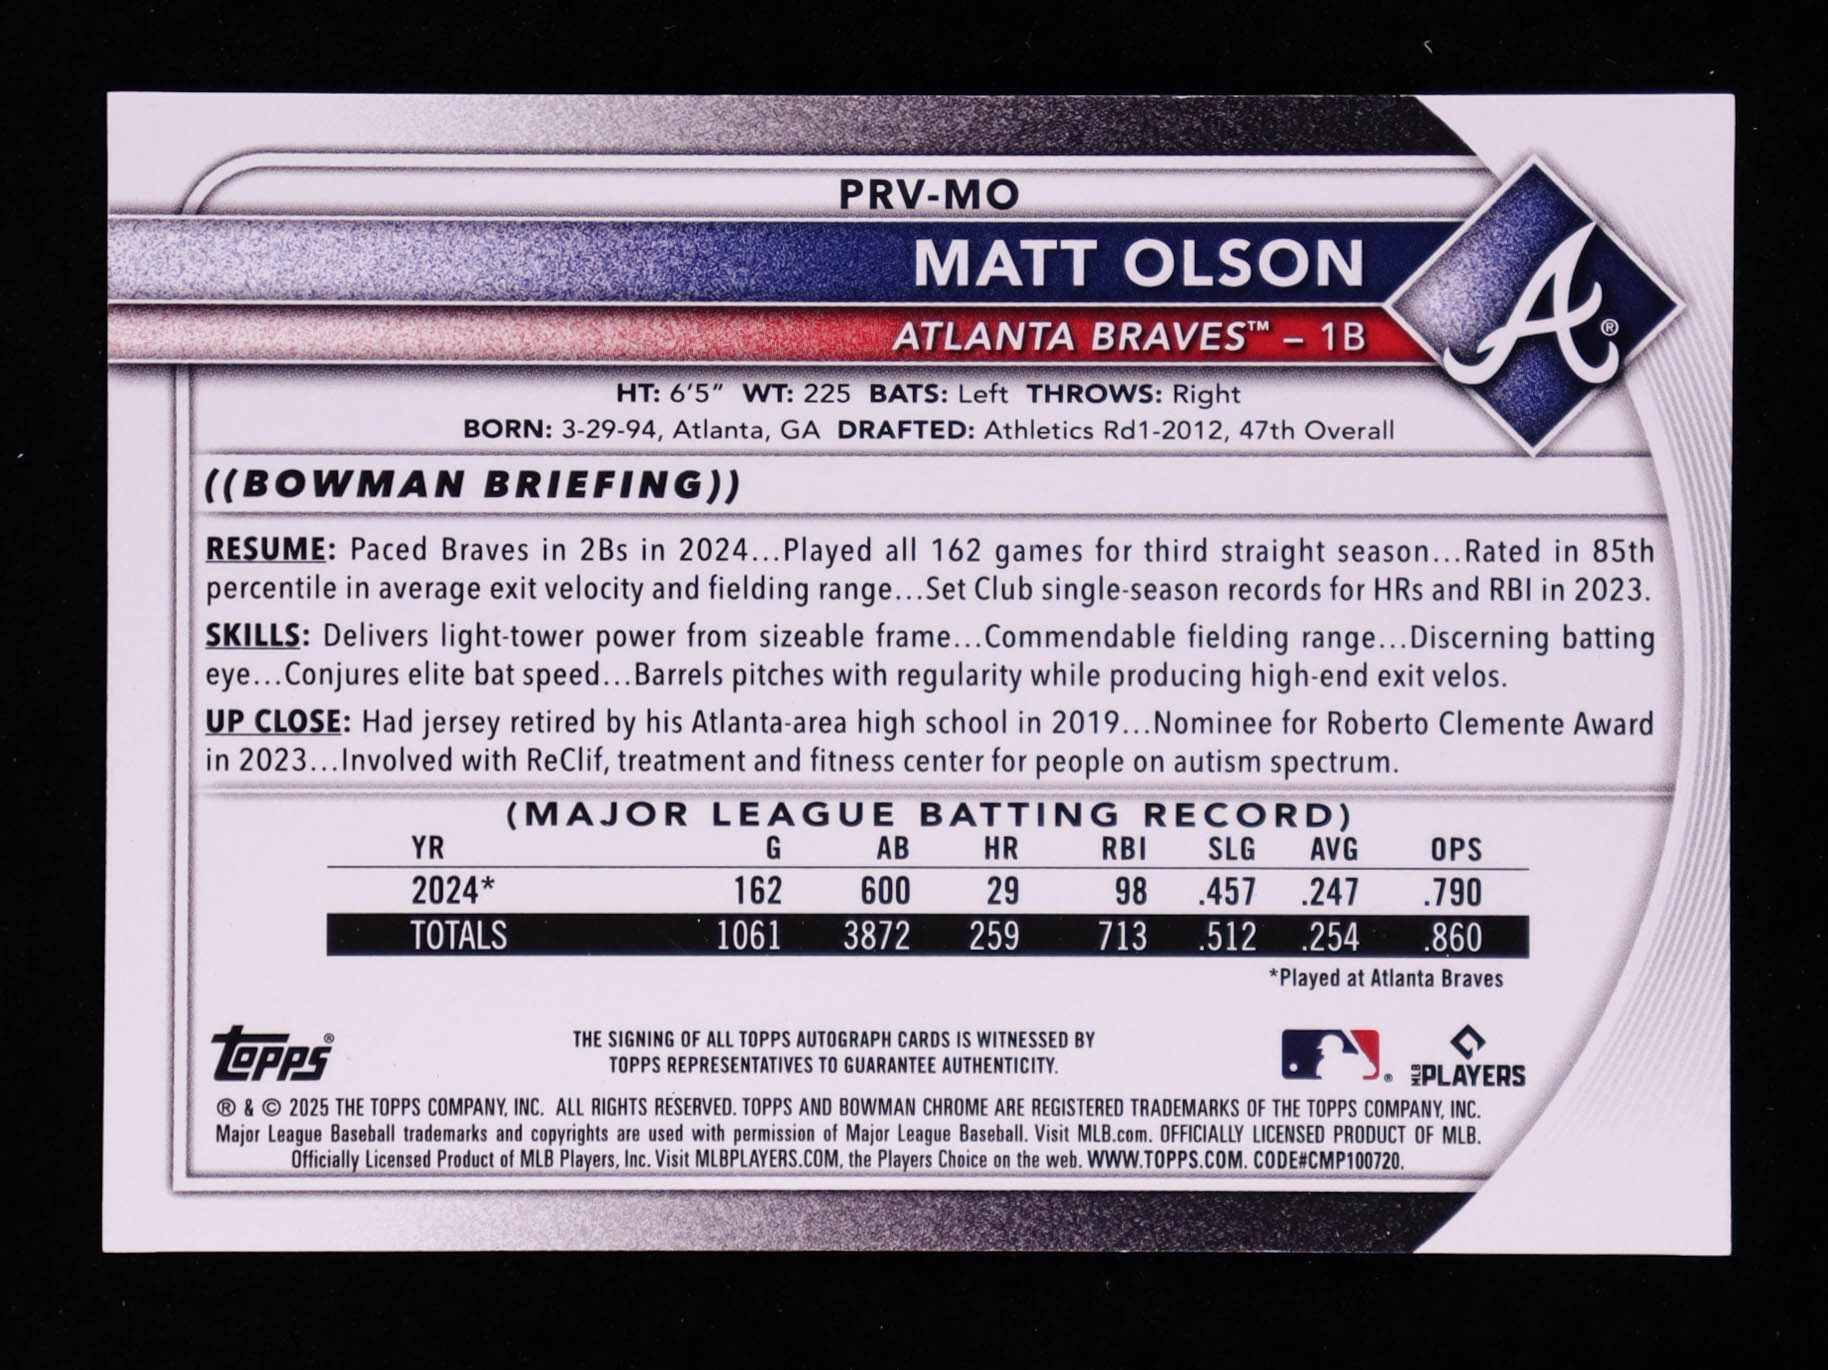 PRV-MO
MATT OLSON
ATLANTA BRAVES™ – 1B
A®
HT: 6'5" WT: 225 BATS: Left THROWS: Right
BORN: 3-29-94, Atlanta, GA DRAFTED: Athletics Rd1-2012, 47th Overall
((BOWMAN BRIEFING))
RESUME: Paced Braves in 2Bs in 2024...Played all 162 games for third straight season...Rated in 85th
percentile in average exit velocity and fielding range...Set Club single-season records for HRs and RBI in 2023.
SKILLS: Delivers light-tower power from sizeable frame...Commendable fielding range...Discerning batting
eye...Conjures elite bat speed...Barrels pitches with regularity while producing high-end exit velos.
UP CLOSE: Had jersey retired by his Atlanta-area high school in 2019...Nominee for Roberto Clemente Award
in 2023...Involved with ReClif, treatment and fitness center for people on autism spectrum.
(MAJOR LEAGUE BATTING RECORD)
YR G AB HR RBI SLG AVG OPS
2024* 162 600 29 98 .457 .247 .790
TOTALS 1061 3872 259 713 .512 .254 .860
*Played at Atlanta Braves
Topps®
THE SIGNING OF ALL TOPPS AUTOGRAPH CARDS IS WITNESSED BY
TOPPS REPRESENTATIVES TO GUARANTEE AUTHENTICITY.
®
MLB PLAYERS
® & © 2025 THE TOPPS COMPANY, INC. ALL RIGHTS RESERVED. TOPPS AND BOWMAN CHROME ARE REGISTERED TRADEMARKS OF THE TOPPS COMPANY, INC.
Major League Baseball trademarks and copyrights are used with permission of Major League Baseball. Visit MLB.com. OFFICIALLY LICENSED PRODUCT OF MLB.
Officially Licensed Product of MLB Players, Inc. Visit MLBPLAYERS.COM, the Players Choice on the web. WWW.TOPPS.COM. CODE#CMP100720.